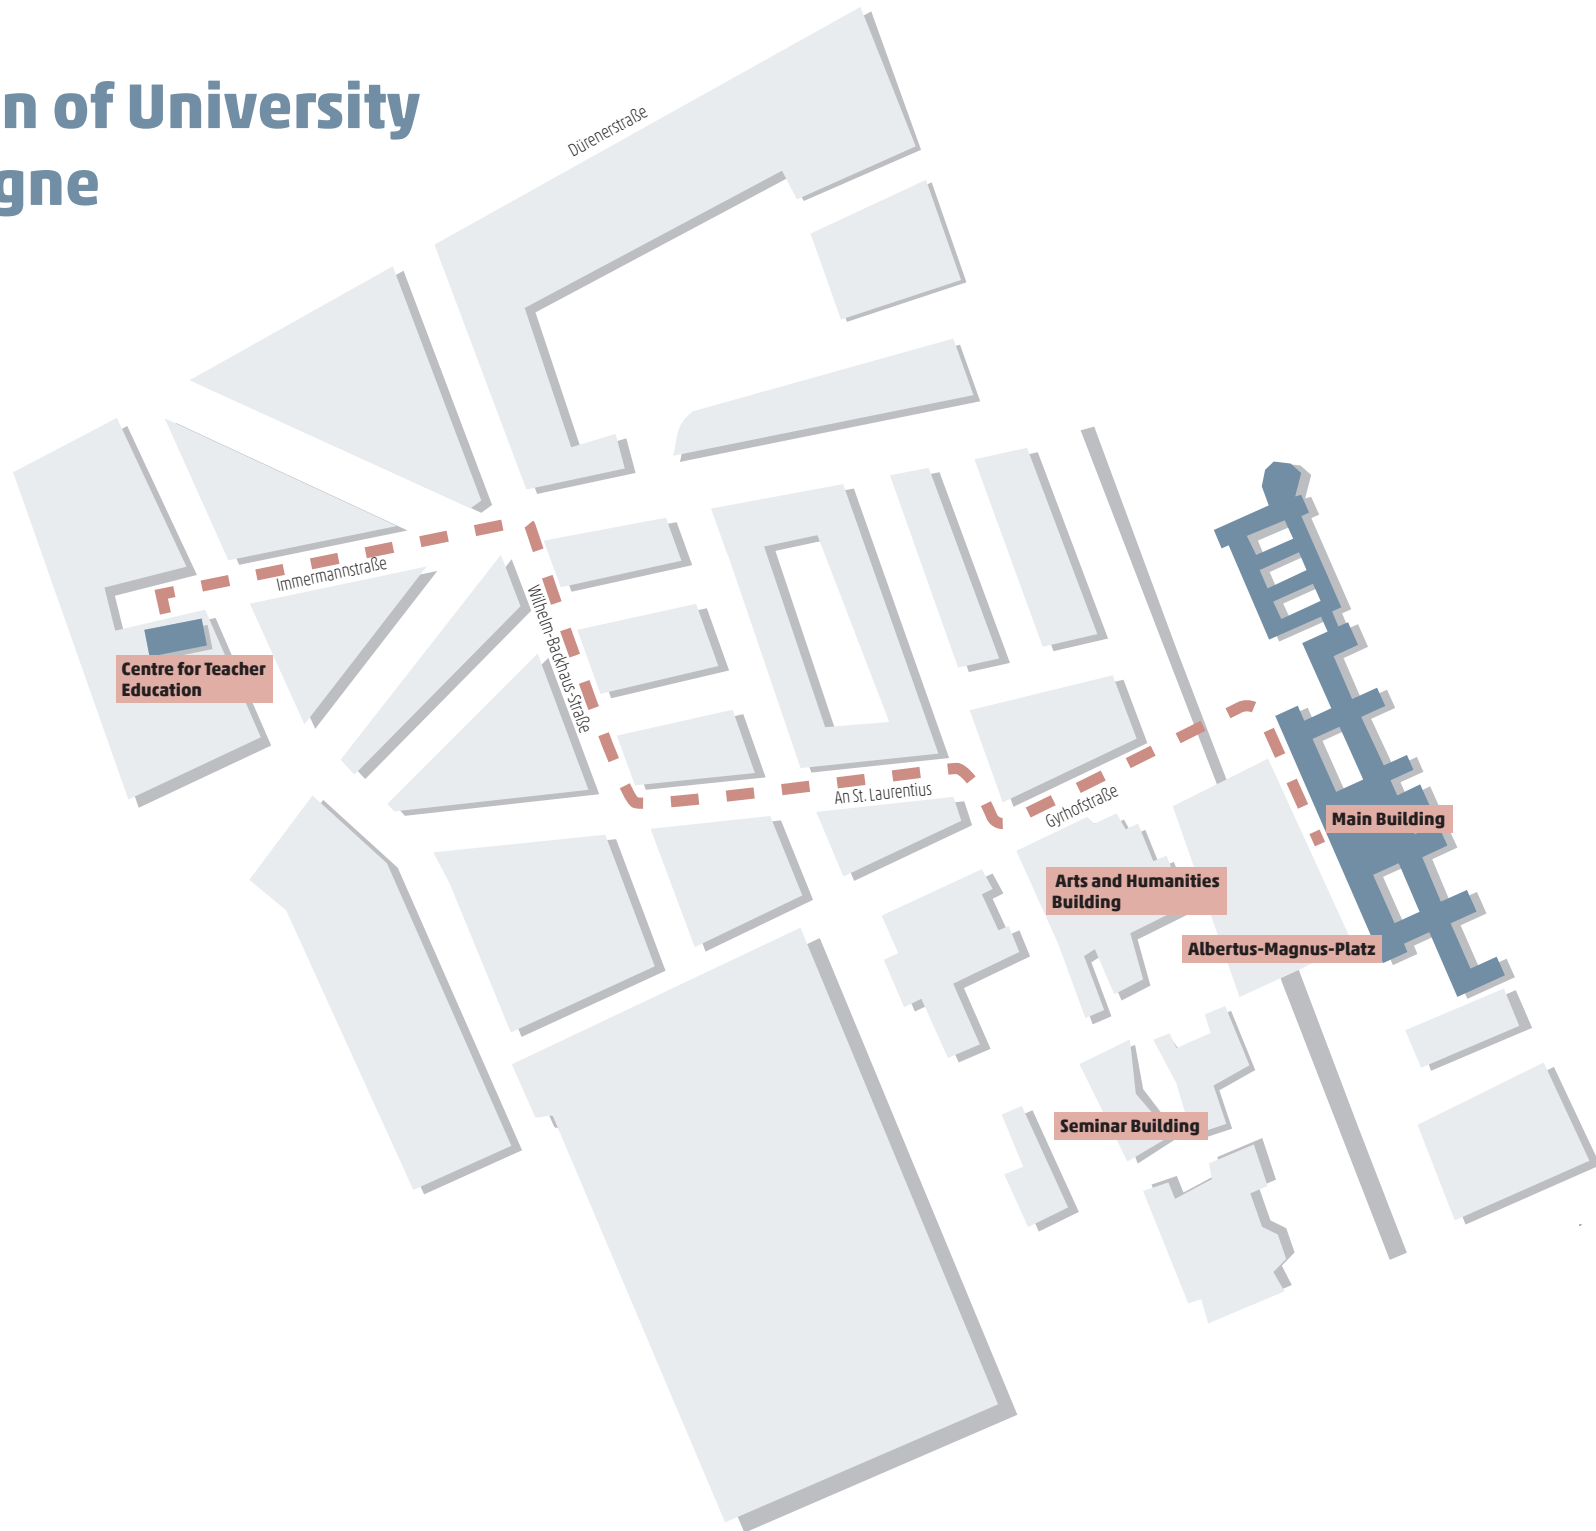 n of University
gne
Dürenerstraße
Immermannstraße
Wilhelm-Backhaus-Straße
Centre for Teacher
Education
An St. Laurentius
Gyrhofstraße
Main Building
Arts and Humanities
Building
Albertus-Magnus-Platz
Seminar Building